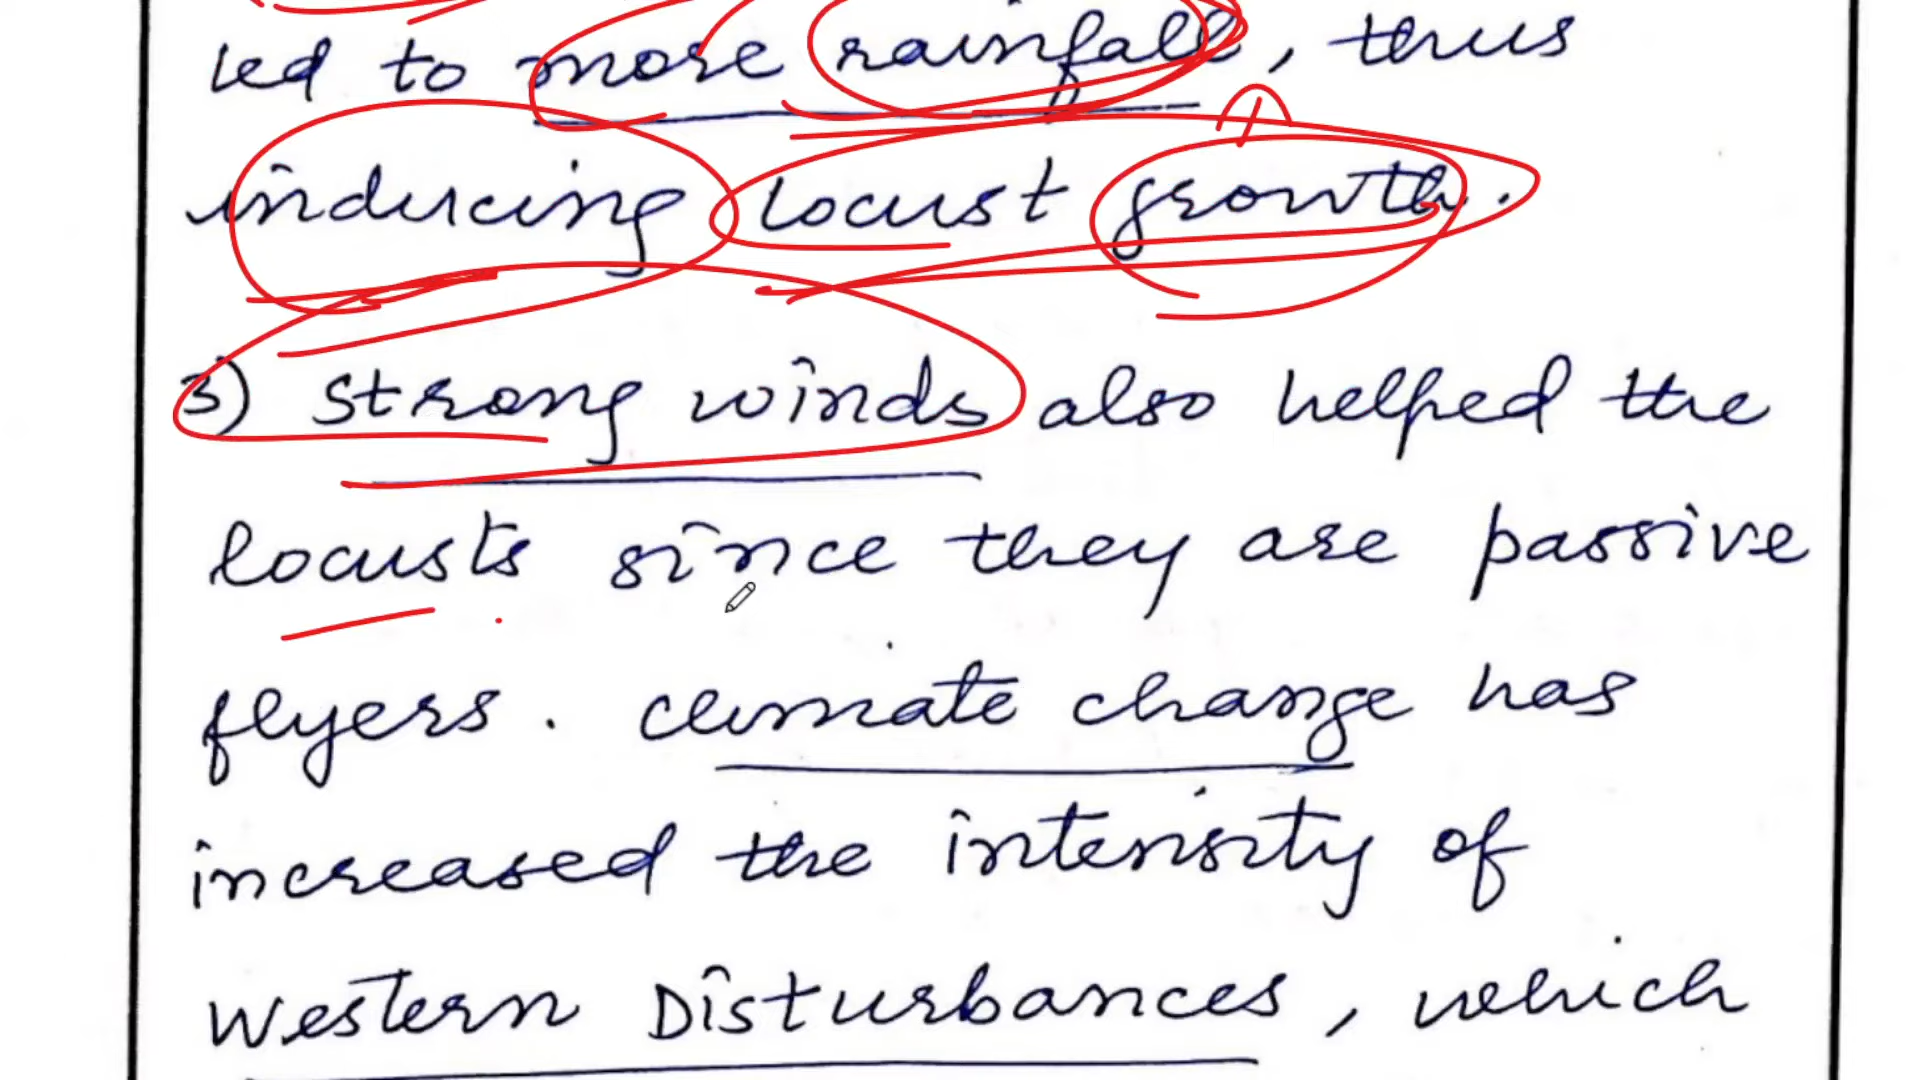 led to more rainfall, thus
inducing locust growth.
3) Strong winds also helped the
locusts since they are passive
flyers. Climate change has
increased the intensity of
Western Disturbances, which